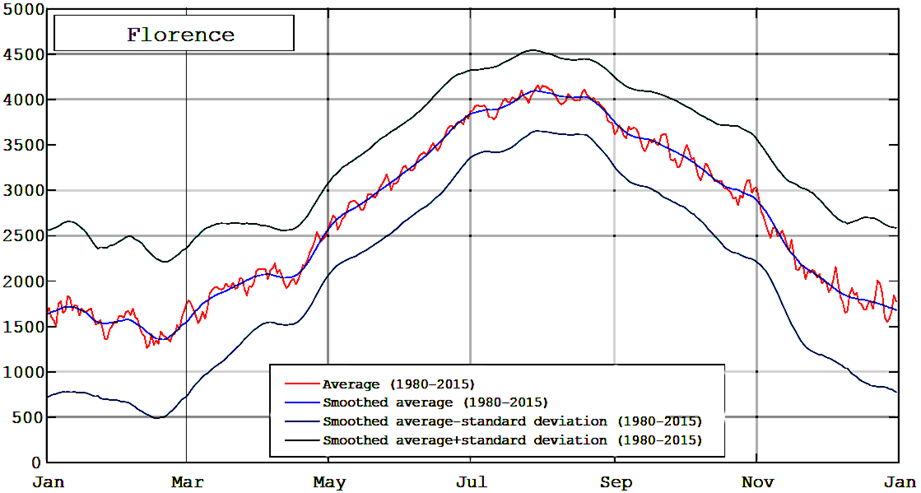 Florence
5000
4500
4000
3500
3000
2500
2000
1500
1000
500
0
Average (1980-2015)
Smoothed average (1980-2015)
Smoothed average-standard deviation (1980-2015)
Smoothed average+standard deviation (1980-2015)
Jan Mar May Jul Sep Nov Jan